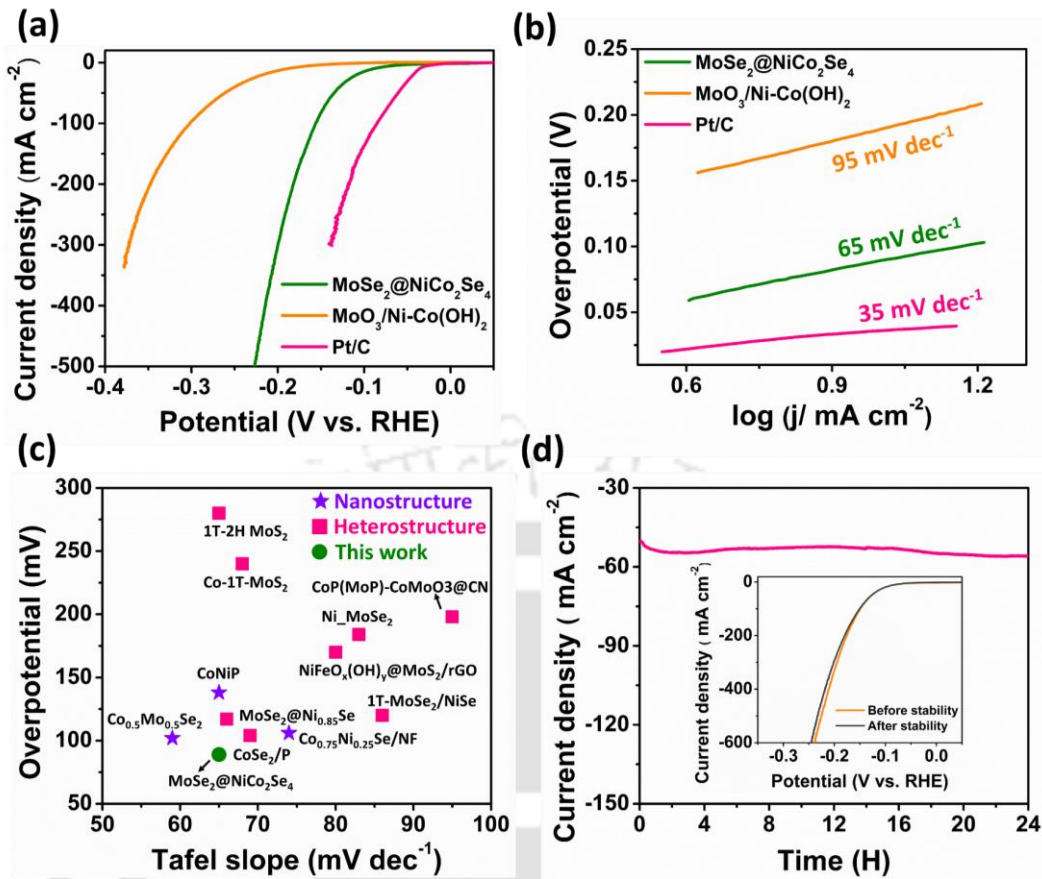 (a)
0
-100
-200
-300
-400
-500
Current density (mA cm⁻²)
MoSe₂@NiCo₂Se₄
MoO₃/Ni-Co(OH)₂
Pt/C
-0.4
-0.3
-0.2
-0.1
0.0
Potential (V vs. RHE)
(b)
0.25
0.20
0.15
0.10
0.05
Overpotential (V)
MoSe₂@NiCo₂Se₄
MoO₃/Ni-Co(OH)₂
Pt/C
95 mV dec⁻¹
65 mV dec⁻¹
35 mV dec⁻¹
0.6
0.9
1.2
log (j/ mA cm⁻²)
(c)
300
250
200
150
100
50
Overpotential (mV)
Nanostructure
Heterostructure
This work
1T-2H MoS₂
Co-1T-MoS₂
CoP(MoP)-CoMoO3@CN
Ni_MoSe₂
NiFeOₓ(OH)ᵧ@MoS₂/rGO
CoNiP
1T-MoSe₂/NiSe
Co₀.₅Mo₀.₅Se₂
MoSe₂@Ni₀.₈₅Se
Co₀.₇₅Ni₀.₂₅Se/NF
CoSe₂/P
MoSe₂@NiCo₂Se₄
50
60
70
80
90
100
Tafel slope (mV dec⁻¹)
(d)
-30
-60
-90
-120
-150
Current density ( mA cm⁻²)
0
-200
-400
-600
Current density ( mA cm⁻²)
Before stability
After stability
-0.3
-0.2
-0.1
0.0
Potential (V vs. RHE)
0
4
8
12
16
20
24
Time (H)